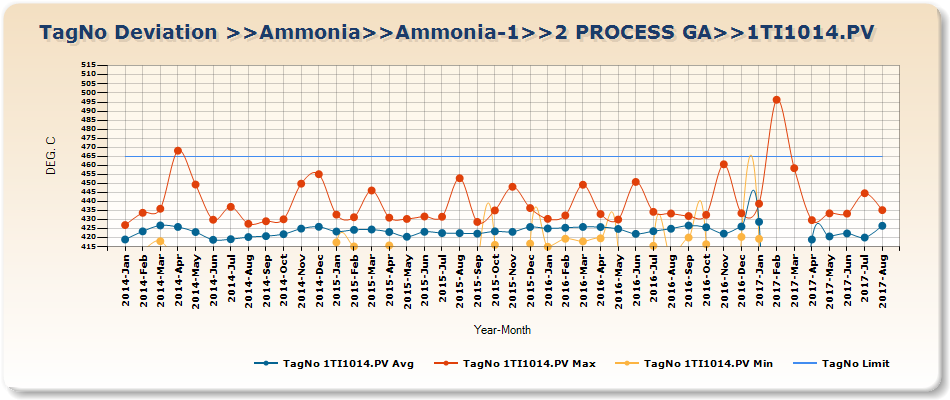 TagNo Deviation >>Ammonia>>Ammonia-1>>2 PROCESS GA>>1TI1014.PV
DEG. C
515
510
505
500
495
490
485
480
475
470
465
460
455
450
445
440
435
430
425
420
415
2014-Jan
2014-Feb
2014-Mar
2014-Apr
2014-May
2014-Jun
2014-Jul
2014-Aug
2014-Sep
2014-Oct
2014-Nov
2014-Dec
2015-Jan
2015-Feb
2015-Mar
2015-Apr
2015-May
2015-Jun
2015-Jul
2015-Aug
2015-Sep
2015-Oct
2015-Nov
2015-Dec
2016-Jan
2016-Feb
2016-Mar
2016-Apr
2016-May
2016-Jun
2016-Jul
2016-Aug
2016-Sep
2016-Oct
2016-Nov
2016-Dec
2017-Jan
2017-Feb
2017-Mar
2017-Apr
2017-May
2017-Jun
2017-Jul
2017-Aug
Year-Month
TagNo 1TI1014.PV Avg
TagNo 1TI1014.PV Max
TagNo 1TI1014.PV Min
TagNo Limit